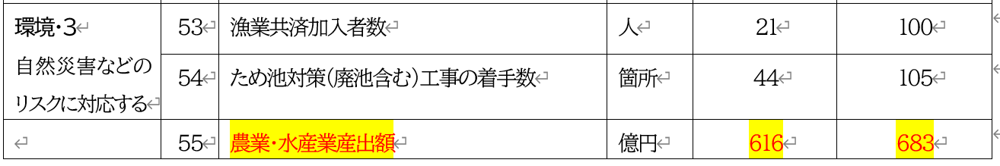 環境・3
自然災害などの
リスクに対応する
53 漁業共済加入者数 人 21 100
54 ため池対策(廃池含む)工事の着手数 箇所 44 105
55 農業・水産業産出額 億円 616 683